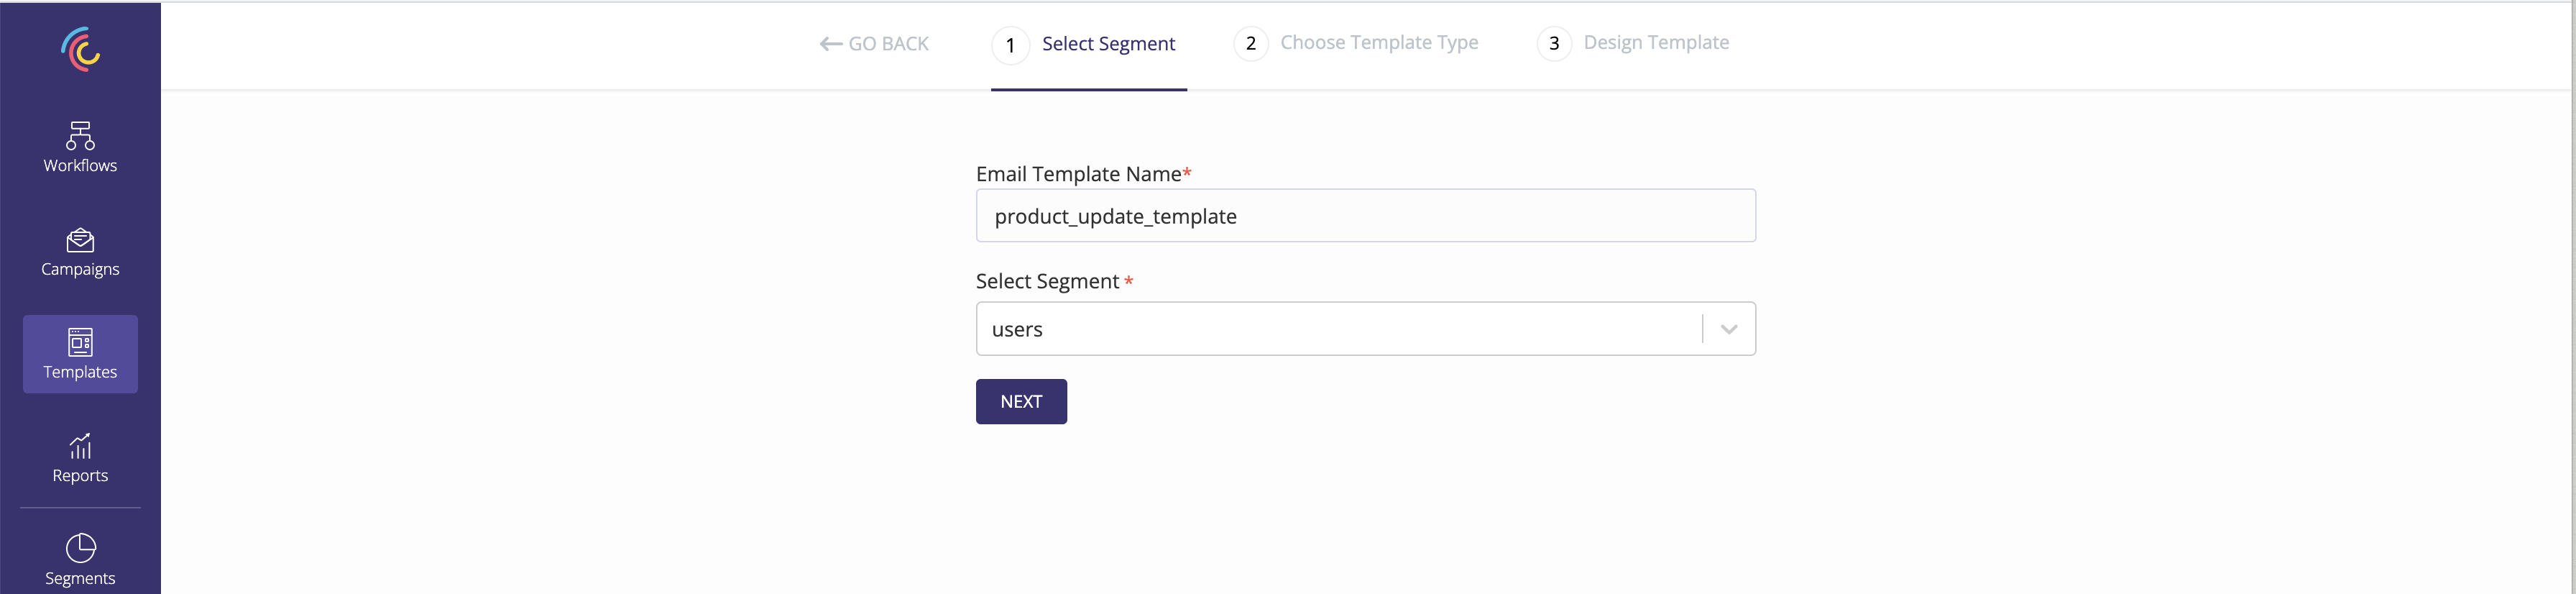 GO BACK
1 Select Segment
2 Choose Template Type
3 Design Template
Workflows
Campaigns
Templates
Reports
Segments
Email Template Name*
product_update_template
Select Segment *
users
NEXT